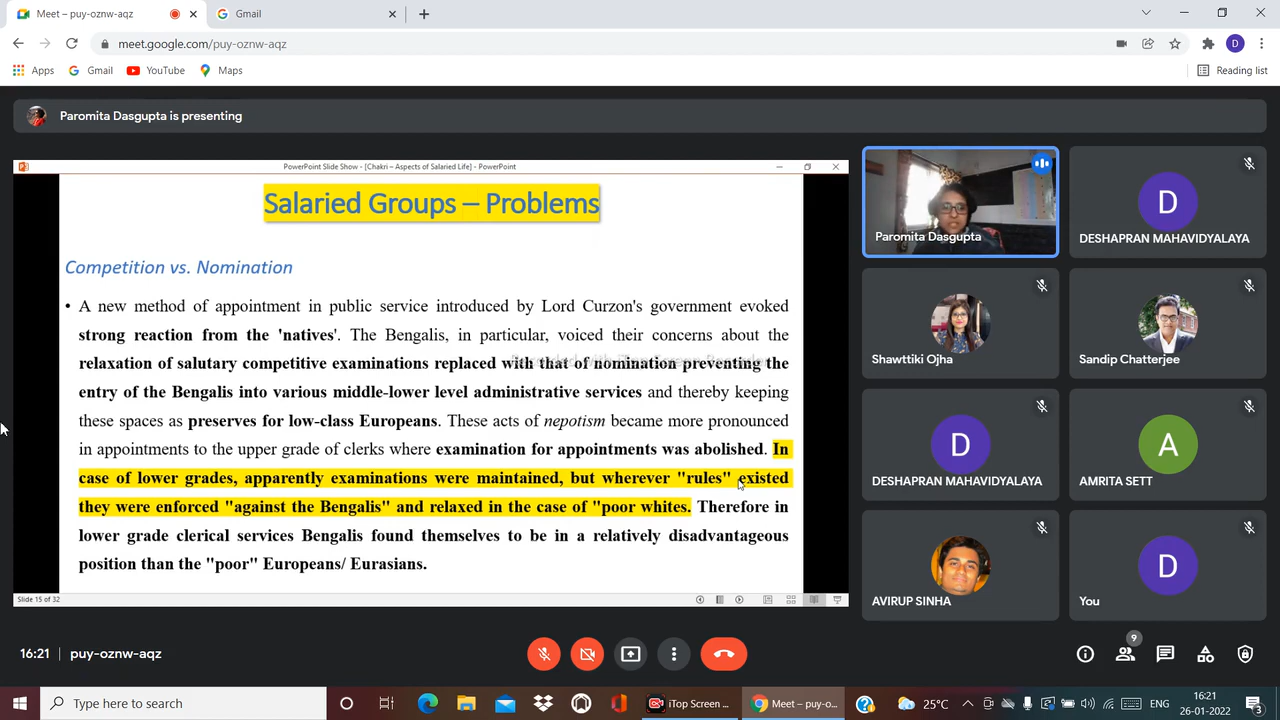 Meet – puy-oznw-aqz
Gmail
meet.google.com/puy-oznw-aqz
D
Apps
Gmail
YouTube
Maps
Reading list
Paromita Dasgupta is presenting
PowerPoint Slide Show - [Chakri – Aspects of Salaried Life] - PowerPoint
Salaried Groups – Problems
Competition vs. Nomination
• A new method of appointment in public service introduced by Lord Curzon's government evoked
strong reaction from the 'natives'. The Bengalis, in particular, voiced their concerns about the
relaxation of salutary competitive examinations replaced with that of nomination preventing the
entry of the Bengalis into various middle-lower level administrative services and thereby keeping
these spaces as preserves for low-class Europeans. These acts of nepotism became more pronounced
in appointments to the upper grade of clerks where examination for appointments was abolished. In
case of lower grades, apparently examinations were maintained, but wherever "rules" existed
they were enforced "against the Bengalis" and relaxed in the case of "poor whites. Therefore in
lower grade clerical services Bengalis found themselves to be in a relatively disadvantageous
position than the "poor" Europeans/ Eurasians.
Slide 15 of 32
Paromita Dasgupta
D
DESHAPRAN MAHAVIDYALAYA
Shawttiki Ojha
Sandip Chatterjee
D
DESHAPRAN MAHAVIDYALAYA
A
AMRITA SETT
AVIRUP SINHA
D
You
16:21
puy-oznw-aqz
9
Type here to search
iTop Screen ...
Meet – puy-o...
25°C
ENG
16:21
26-01-2022
3